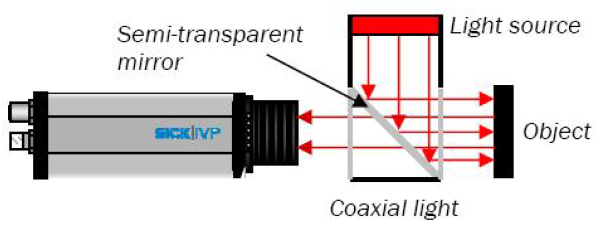 Semi-transparent
mirror
Light source
SICK|IVP
Object
Coaxial light